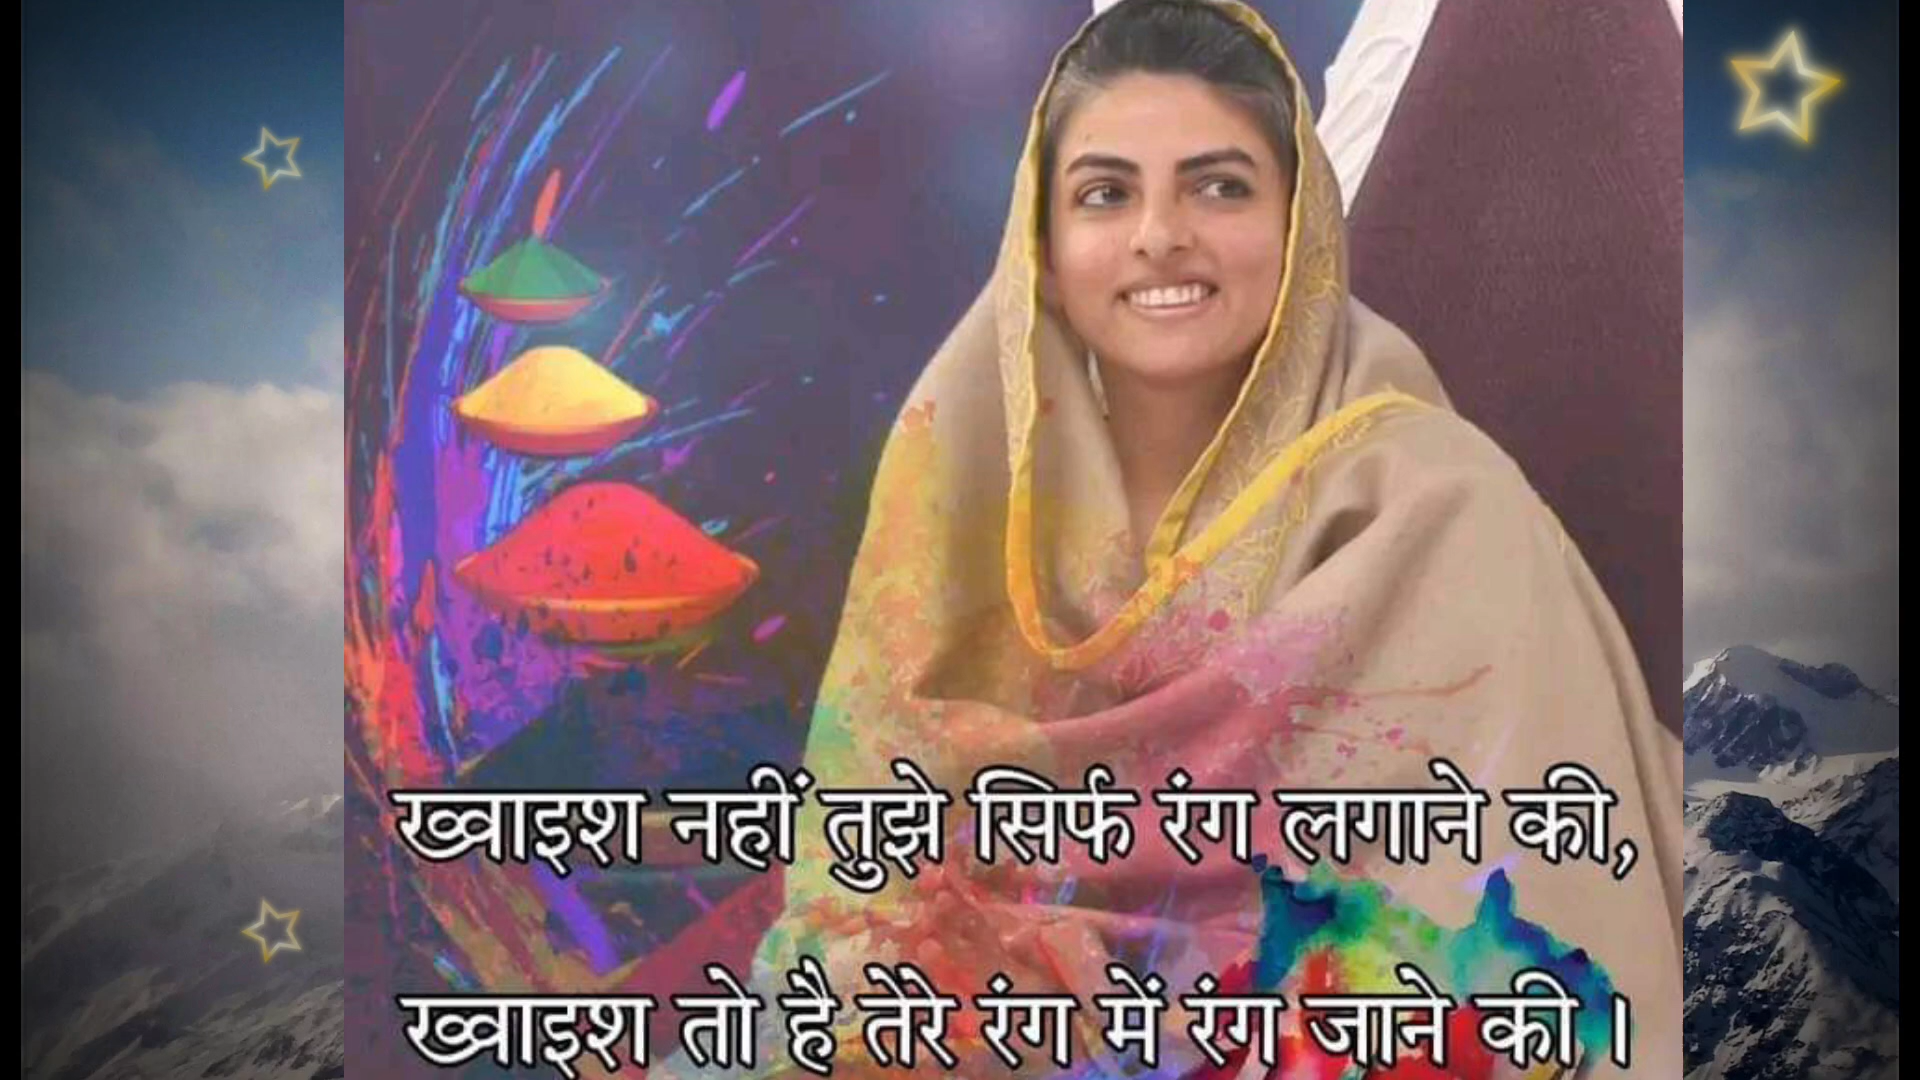 ख्वाइश नहीं तुझे सिर्फ रंग लगाने की,
ख्वाइश तो है तेरे रंग में रंग जाने की।